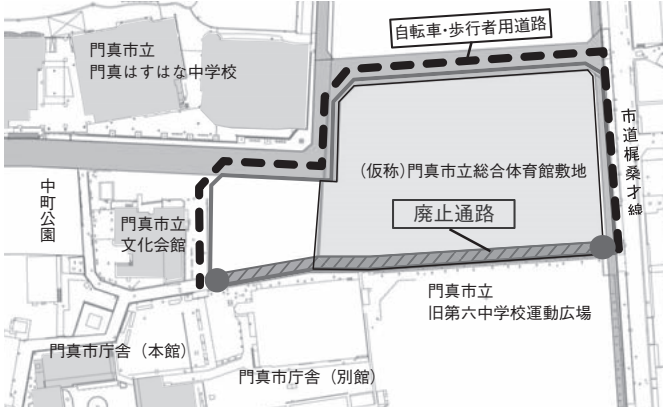 自転車・歩行者用道路
門真市立
門真はすはな中学校
市道梶桑才線
(仮称)門真市立総合体育館敷地
中町公園
廃止通路
門真市立
文化会館
門真市立
旧第六中学校運動広場
門真市庁舎（本館）
門真市庁舎（別館）